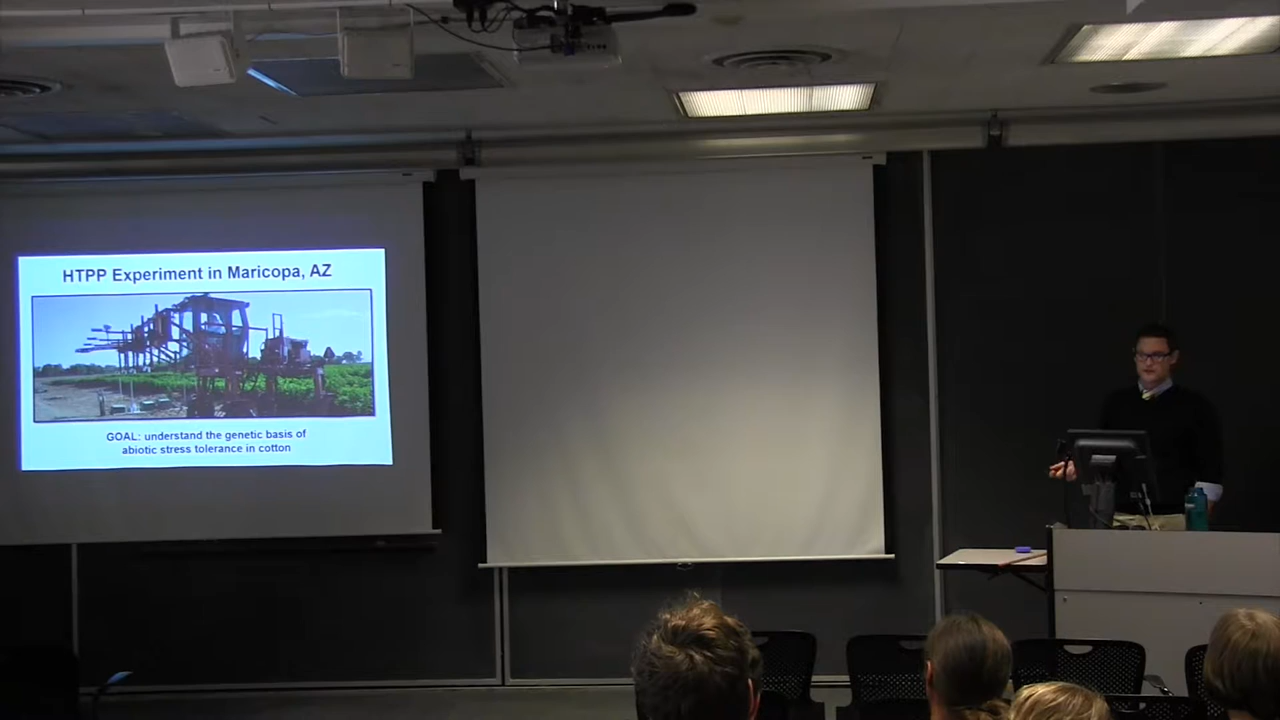 HTPP Experiment in Maricopa, AZ
GOAL: understand the genetic basis of
abiotic stress tolerance in cotton